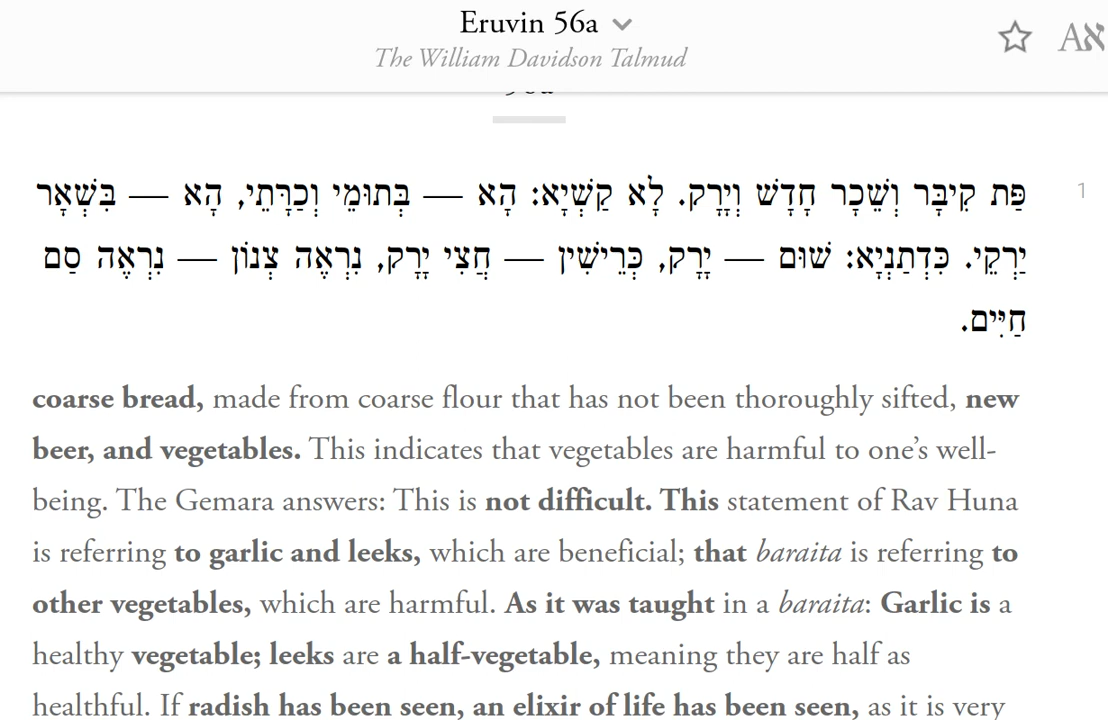 Eruvin 56a
The William Davidson Talmud
Aא
1
פַּת קִיבָּר וְשֵׁכָר חָדָשׁ וְיָרָק. לָא קַשְׁיָא: הָא — בְּתוּמֵי וְכַרָּתֵי, הָא — בִּשְׁאָר
יַרְקֵי. כִּדְתַנְיָא: שׁוּם — יָרָק, כְּרֵישִׁין — חֲצִי יָרָק, נִרְאָה צְנוֹן — נִרְאֶה סַם
חַיִּים.
coarse bread, made from coarse flour that has not been thoroughly sifted, new
beer, and vegetables. This indicates that vegetables are harmful to one’s well-
being. The Gemara answers: This is not difficult. This statement of Rav Huna
is referring to garlic and leeks, which are beneficial; that baraita is referring to
other vegetables, which are harmful. As it was taught in a baraita: Garlic is a
healthy vegetable; leeks are a half-vegetable, meaning they are half as
healthful. If radish has been seen, an elixir of life has been seen, as it is very